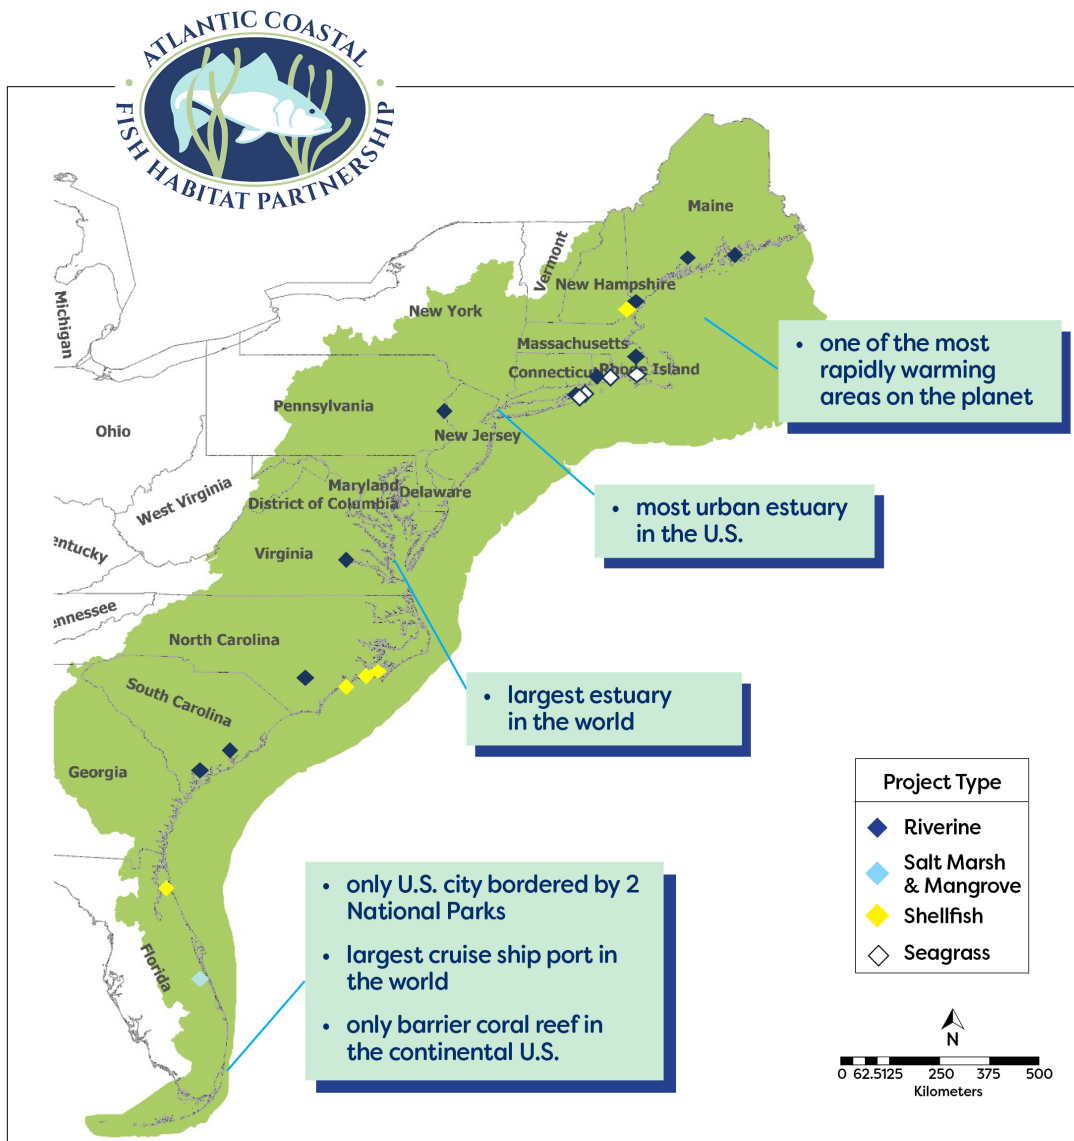 ATLANTIC COASTAL
FISH HABITAT PARTNERSHIP
Maine
Vermont
New Hampshire
Michigan
New York
• one of the most
rapidly warming
areas on the planet
Massachusetts
Connecticu
Rhode Island
Pennsylvania
Ohio
New Jersey
West Virginia
Maryland
Delaware
District of Columbia
• most urban estuary
in the U.S.
entucky
Virginia
ennessee
North Carolina
South Carolina
• largest estuary
in the world
Georgia
Florida
• only U.S. city bordered by 2
National Parks
• largest cruise ship port in
the world
• only barrier coral reef in
the continental U.S.
Project Type
Riverine
Salt Marsh
& Mangrove
Shellfish
Seagrass
N
0 62.5125 250 375 500
Kilometers